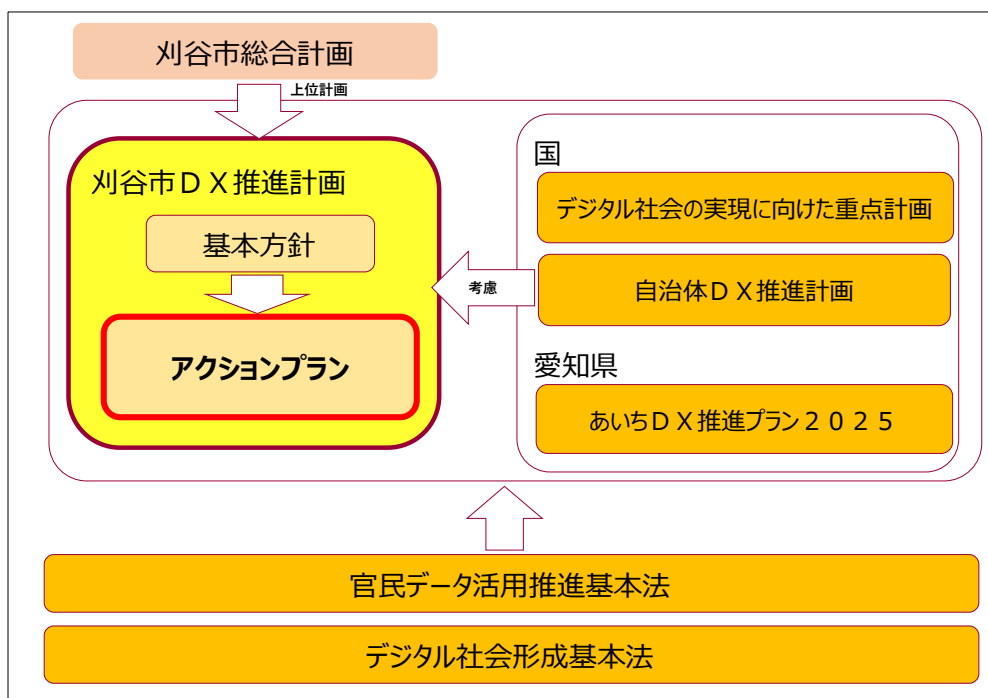 刈谷市総合計画
上位計画
刈谷市ＤＸ推進計画
基本方針
アクションプラン
考慮
国
デジタル社会の実現に向けた重点計画
自治体ＤＸ推進計画
愛知県
あいちＤＸ推進プラン２０２５
官民データ活用推進基本法
デジタル社会形成基本法